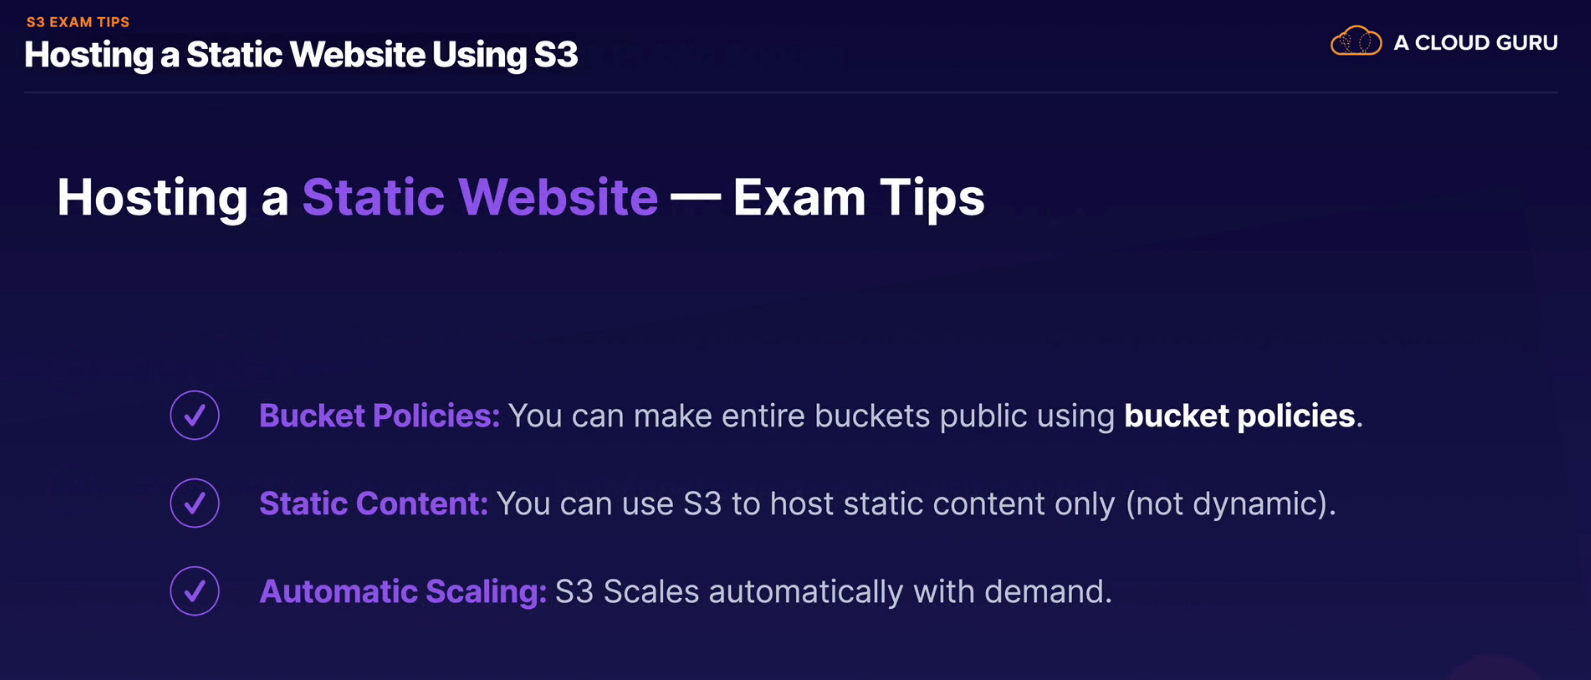 S3 EXAM TIPS
Hosting a Static Website Using S3
A CLOUD GURU
Hosting a Static Website — Exam Tips
Bucket Policies: You can make entire buckets public using bucket policies.
Static Content: You can use S3 to host static content only (not dynamic).
Automatic Scaling: S3 Scales automatically with demand.